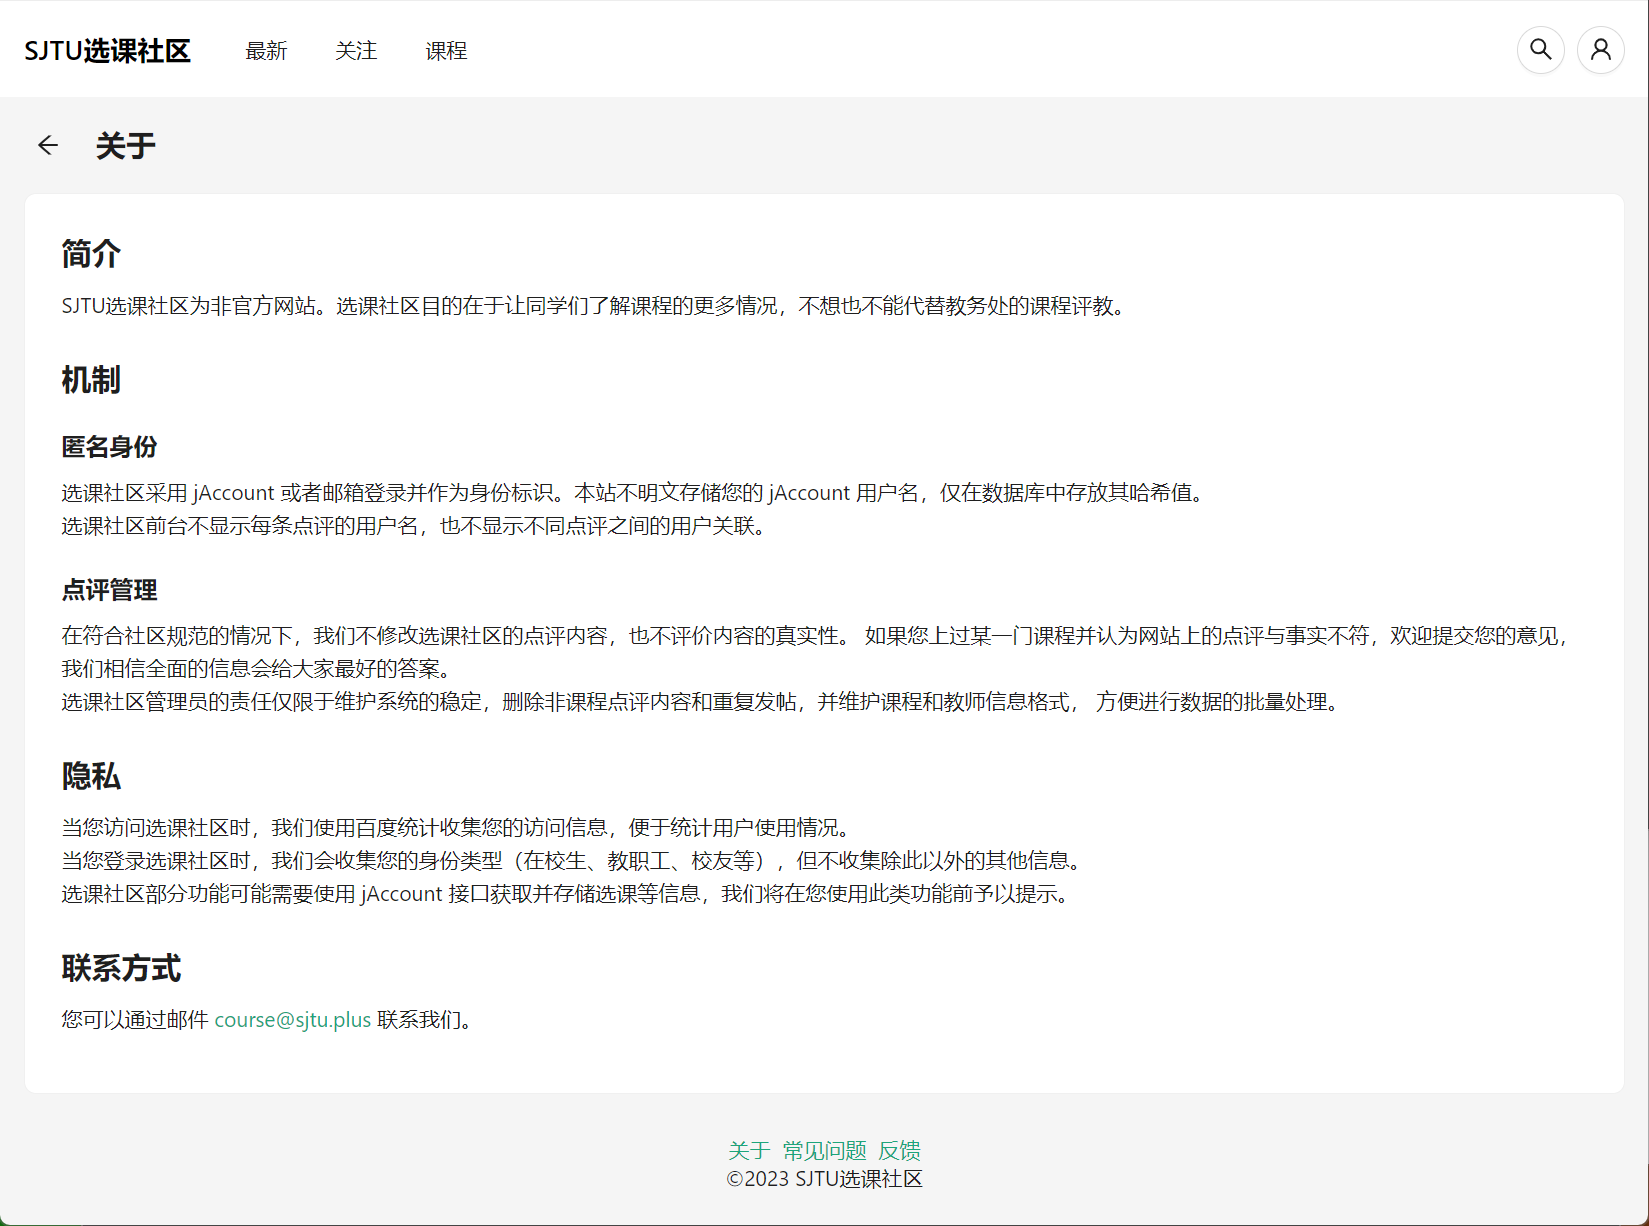 SJTU选课社区 最新 关注 课程
关于
简介
SJTU选课社区为非官方网站。选课社区目的在于让同学们了解课程的更多情况，不想也不能代替教务处的课程评教。
机制
匿名身份
选课社区采用 jAccount 或者邮箱登录并作为身份标识。本站不明文存储您的 jAccount 用户名，仅在数据库中存放其哈希值。
选课社区前台不显示每条点评的用户名，也不显示不同点评之间的用户关联。
点评管理
在符合社区规范的情况下，我们不修改选课社区的点评内容，也不评价内容的真实性。 如果您上过某一门课程并认为网站上的点评与事实不符，欢迎提交您的意见，
我们相信全面的信息会给大家最好的答案。
选课社区管理员的责任仅限于维护系统的稳定，删除非课程点评内容和重复发帖，并维护课程和教师信息格式， 方便进行数据的批量处理。
隐私
当您访问选课社区时，我们使用百度统计收集您的访问信息，便于统计用户使用情况。
当您登录选课社区时，我们会收集您的身份类型（在校生、教职工、校友等），但不收集除此以外的其他信息。
选课社区部分功能可能需要使用 jAccount 接口获取并存储选课等信息，我们将在您使用此类功能前予以提示。
联系方式
您可以通过邮件 course@sjtu.plus 联系我们。
关于 常见问题 反馈
©2023 SJTU选课社区